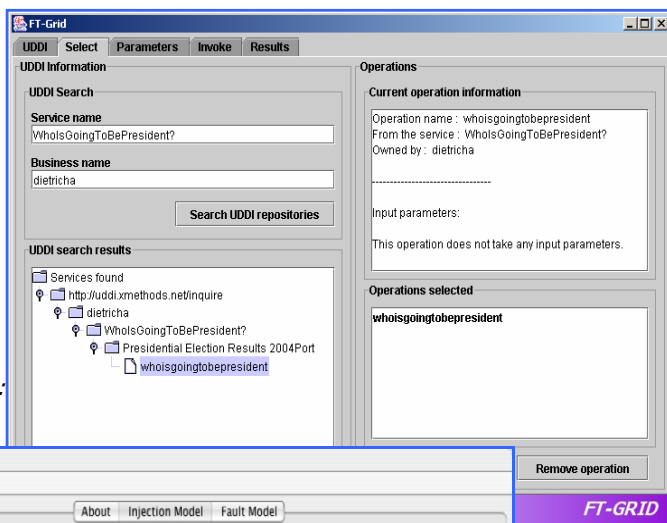 FT-Grid
UDDI Select Parameters Invoke Results
UDDI Information
UDDI Search
Service name
WhoIsGoingToBePresident?
Business name
dietricha
Search UDDI repositories
UDDI search results
Services found
http://uddi.xmethods.net/inquire
dietricha
WhoIsGoingToBePresident?
Presidential Election Results 2004Port
whoisgoingtobepresident
Operations
Current operation information
Operation name : whoisgoingtobepresident
From the service : WhoIsGoingToBePresident?
Owned by : dietricha
---------------------------------
Input parameters:
This operation does not take any input parameters.
Operations selected
whoisgoingtobepresident
Remove operation
About Injection Model Fault Model
FT-GRID